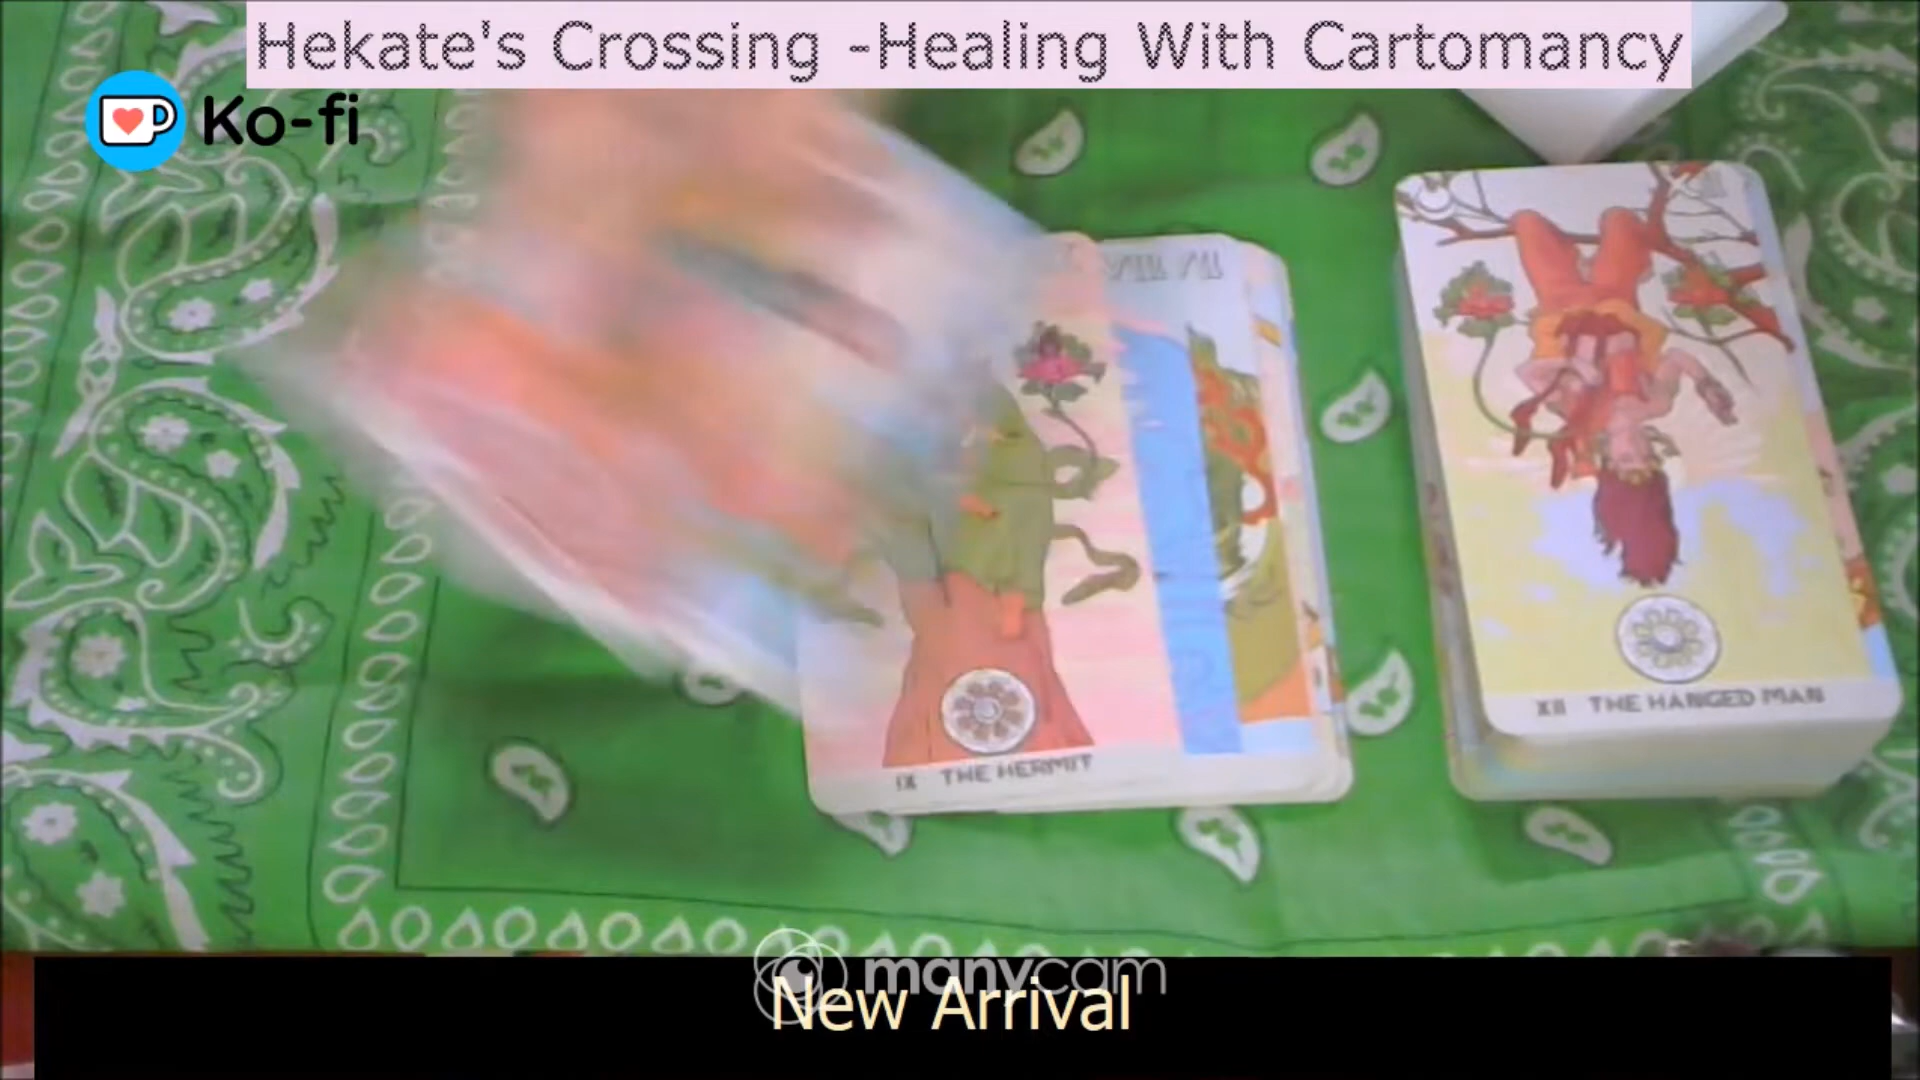 Hekate's Crossing -Healing With Cartomancy
Ko-fi
IX THE HERMIT
XII THE HANGED MAN
manycam
New Arrival